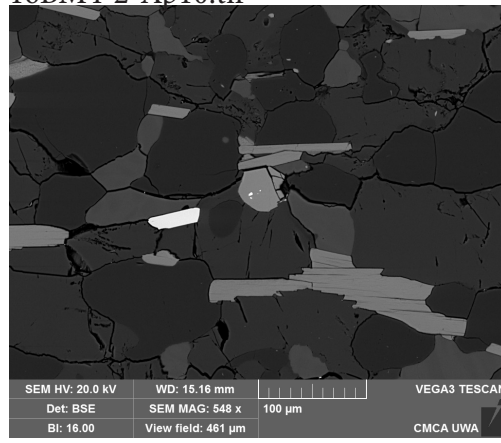 SEM HV: 20.0 kV WD: 15.16 mm VEGA3 TESCAN
Det: BSE SEM MAG: 548 x 100 µm
BI: 16.00 View field: 461 µm CMCA UWA